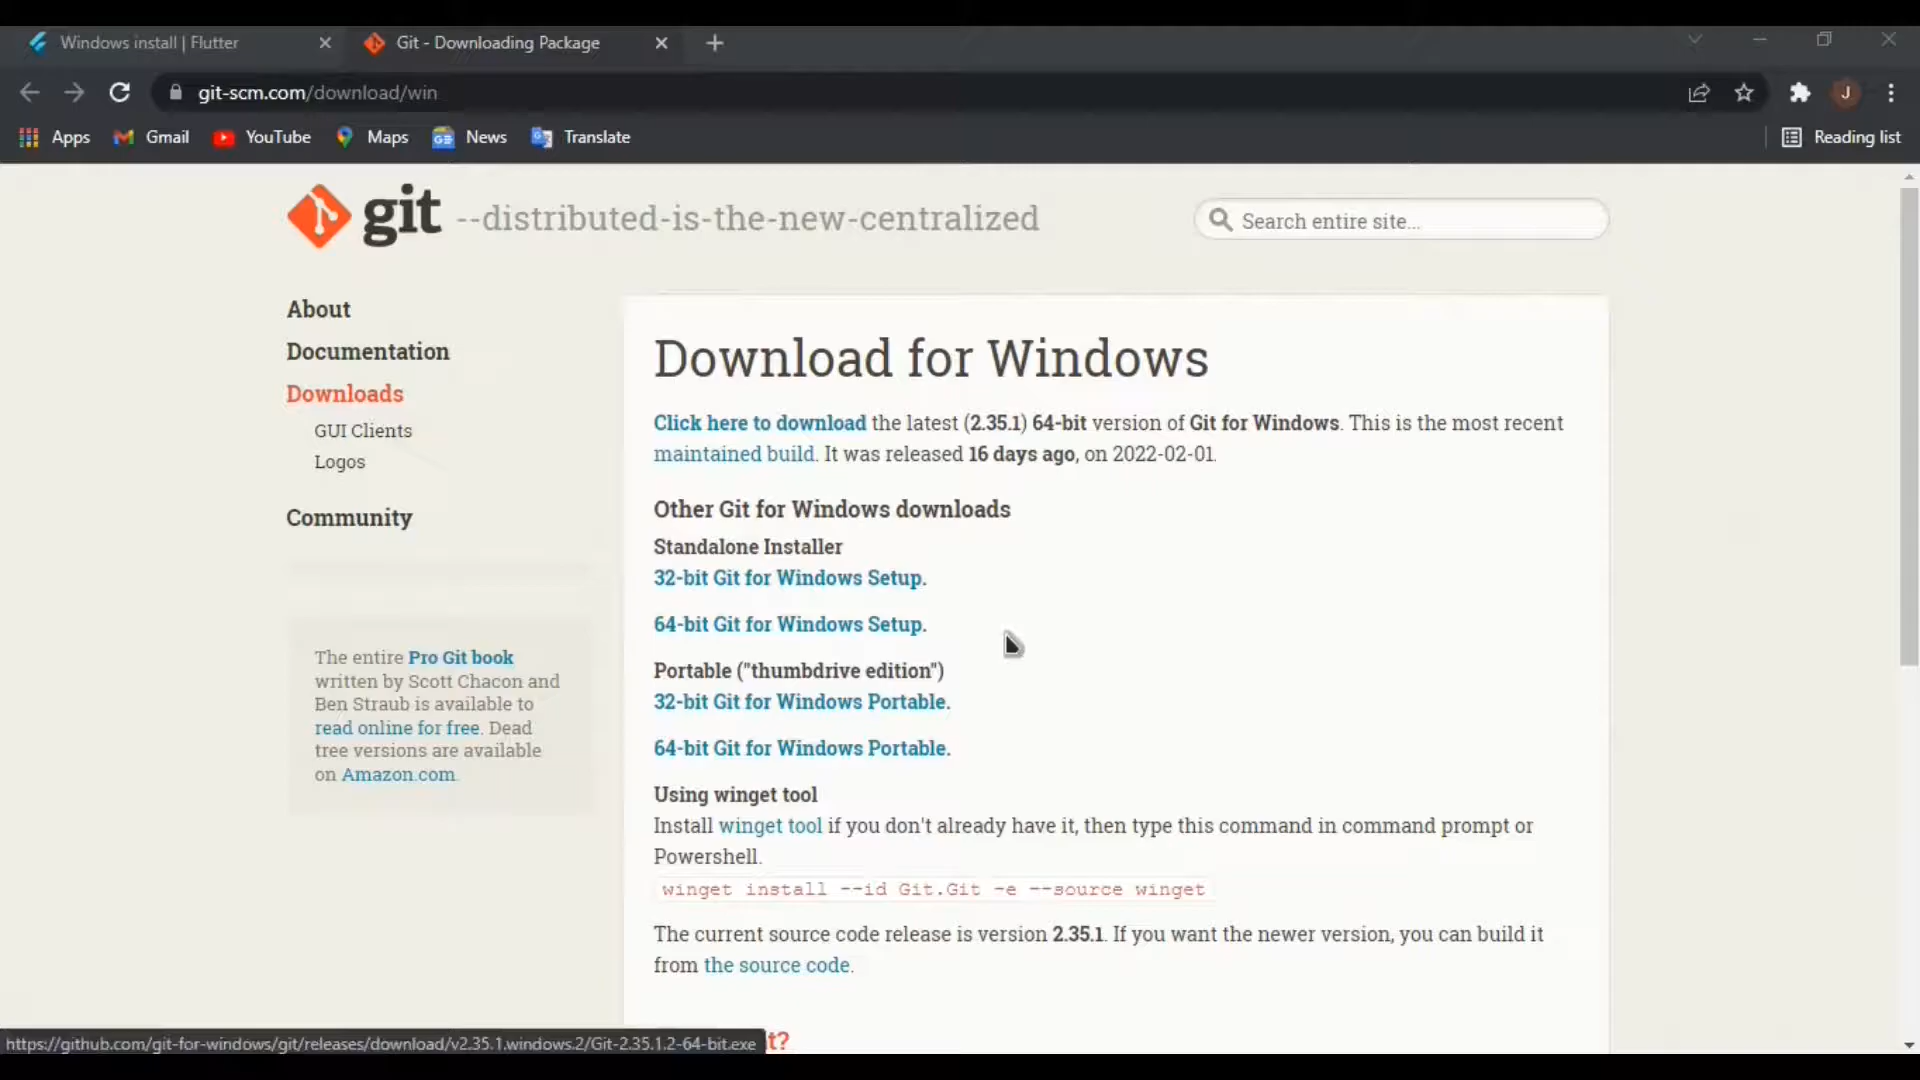 Windows install | Flutter
Git - Downloading Package
git-scm.com/download/win
J
Apps
Gmail
YouTube
Maps
News
Translate
Reading list
git --distributed-is-the-new-centralized
Search entire site...
About
Documentation
Downloads
GUI Clients
Logos
Community
The entire Pro Git book
written by Scott Chacon and
Ben Straub is available to
read online for free. Dead
tree versions are available
on Amazon.com.
Download for Windows
Click here to download the latest (2.35.1) 64-bit version of Git for Windows. This is the most recent
maintained build. It was released 16 days ago, on 2022-02-01.
Other Git for Windows downloads
Standalone Installer
32-bit Git for Windows Setup.
64-bit Git for Windows Setup.
Portable ("thumbdrive edition")
32-bit Git for Windows Portable.
64-bit Git for Windows Portable.
Using winget tool
Install winget tool if you don't already have it, then type this command in command prompt or
Powershell.
winget install --id Git.Git -e --source winget
The current source code release is version 2.35.1. If you want the newer version, you can build it
from the source code.
https://github.com/git-for-windows/git/releases/download/v2.35.1.windows.2/Git-2.35.1.2-64-bit.exe